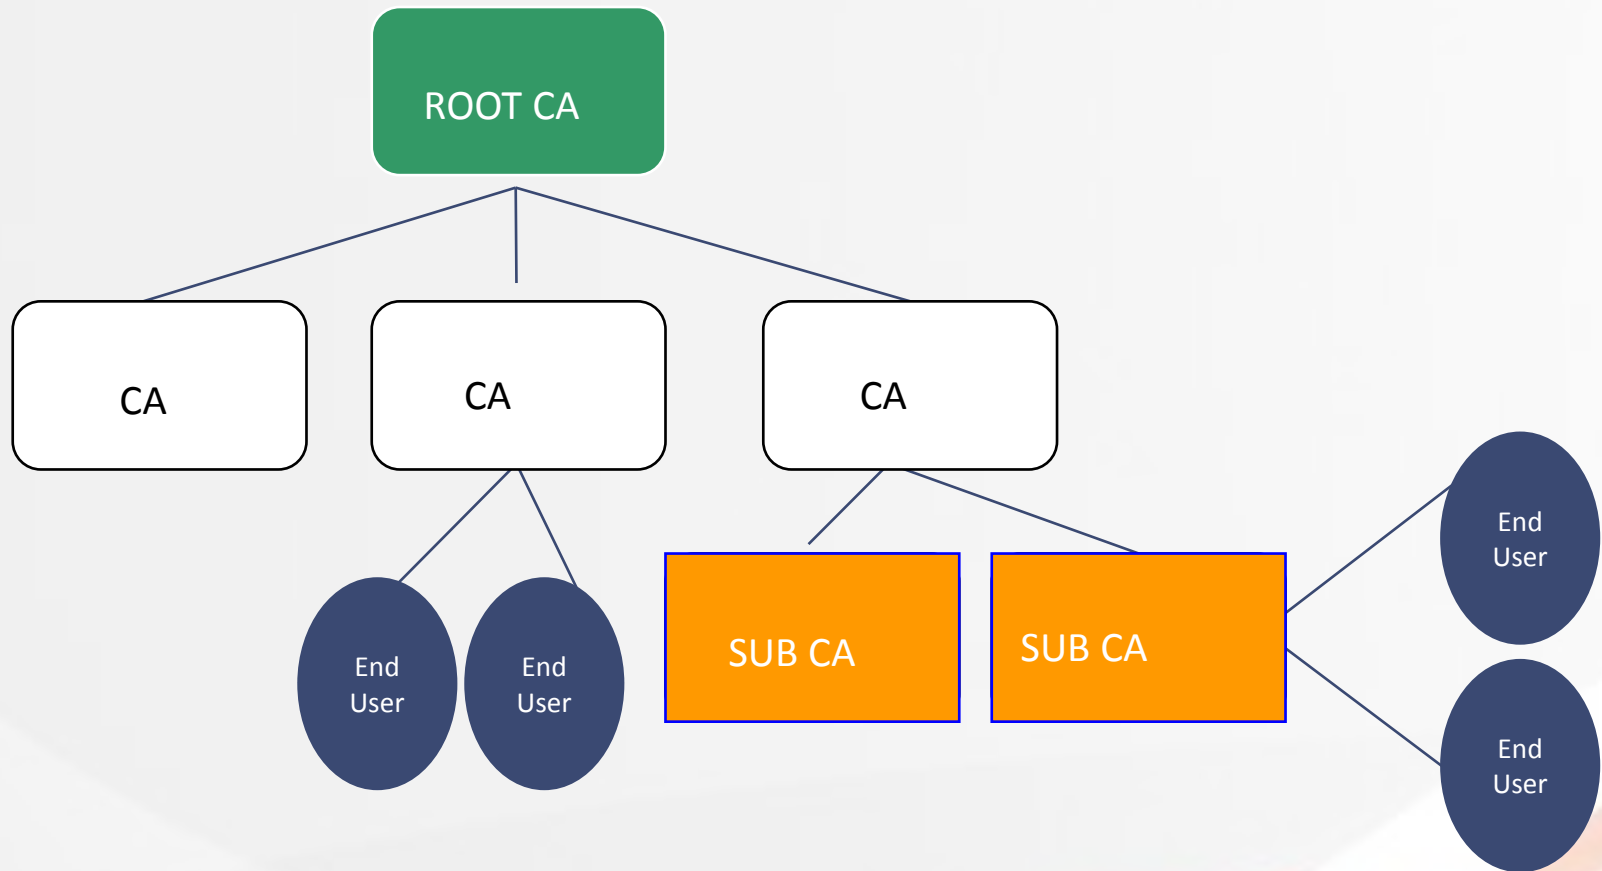 ROOT CA
CA
CA
CA
End
User
End
User
SUB CA
SUB CA
End
User
End
User